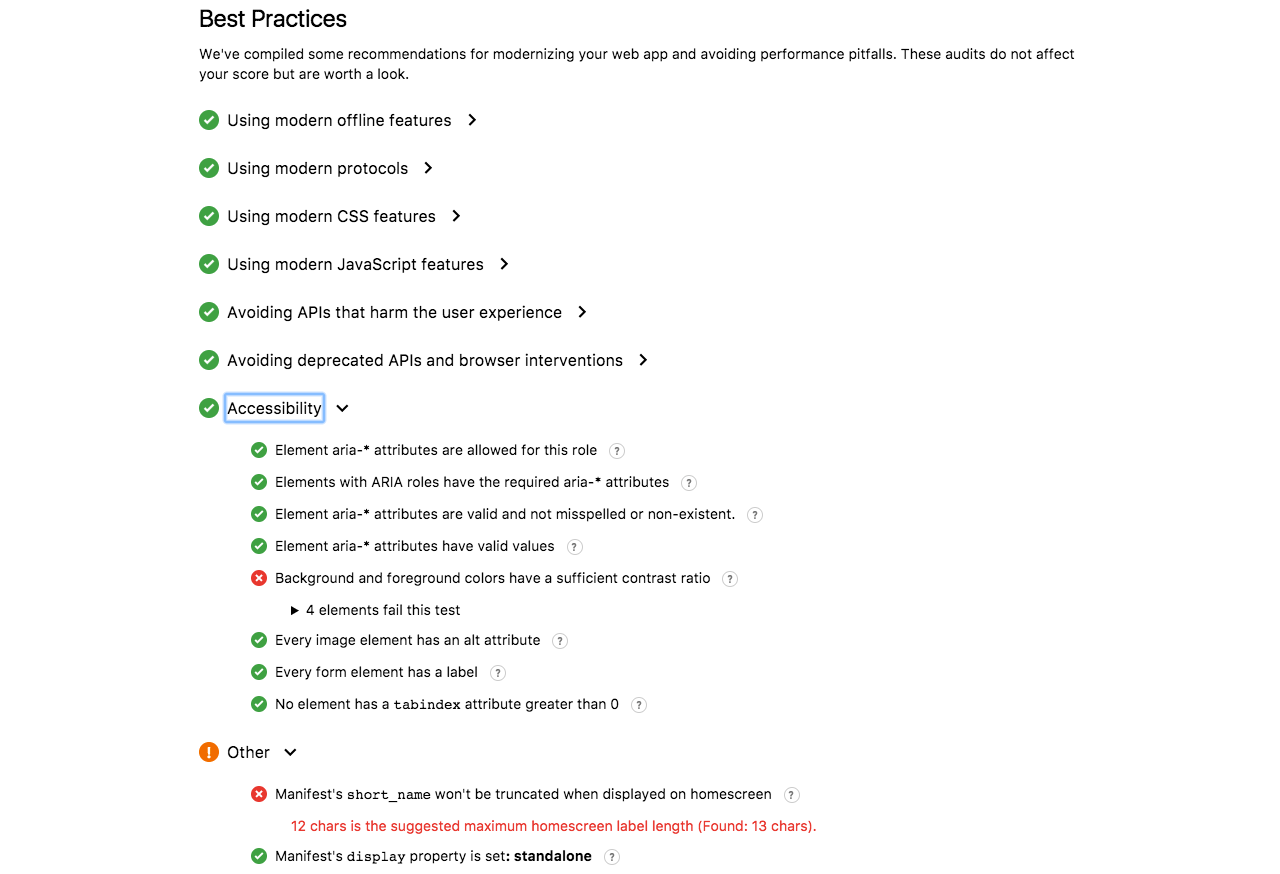 Best Practices
We've compiled some recommendations for modernizing your web app and avoiding performance pitfalls. These audits do not affect
your score but are worth a look.
Using modern offline features
Using modern protocols
Using modern CSS features
Using modern JavaScript features
Avoiding APIs that harm the user experience
Avoiding deprecated APIs and browser interventions
Accessibility
Element aria-* attributes are allowed for this role ?
Elements with ARIA roles have the required aria-* attributes ?
Element aria-* attributes are valid and not misspelled or non-existent. ?
Element aria-* attributes have valid values ?
Background and foreground colors have a sufficient contrast ratio ?
4 elements fail this test
Every image element has an alt attribute ?
Every form element has a label ?
No element has a tabindex attribute greater than 0 ?
! Other
Manifest's short_name won't be truncated when displayed on homescreen ?
12 chars is the suggested maximum homescreen label length (Found: 13 chars).
Manifest's display property is set: standalone ?